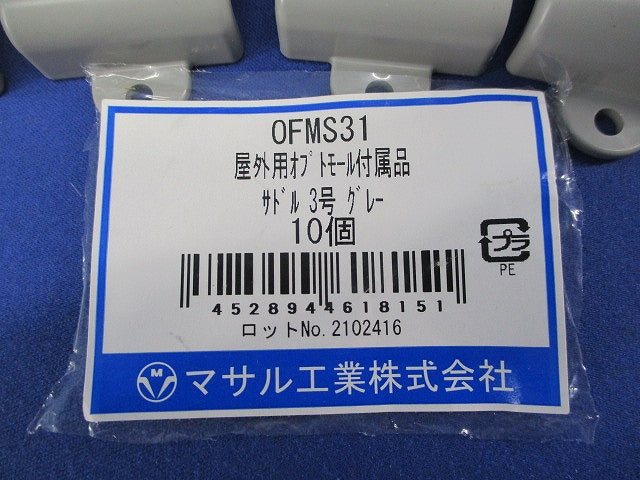 OFMS31
屋外用ｵﾌﾟﾄﾓｰﾙ付属品
ｻﾄﾞﾙ 3号 ｸﾞﾚｰ
10個
プラ
PE
4528944618151
ロットNo.2102416
M
マサル工業株式会社